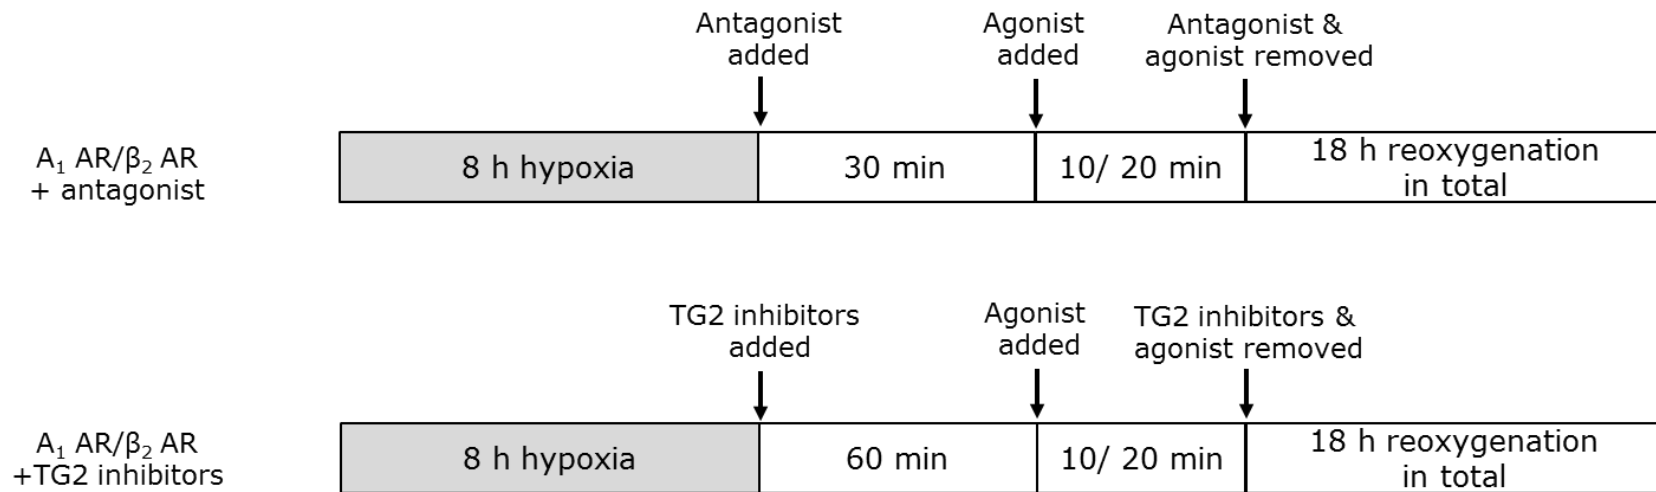 Antagonist
added
Agonist
added
Antagonist &
agonist removed
A₁ AR/β₂ AR
+ antagonist
8 h hypoxia
30 min
10/ 20 min
18 h reoxygenation
in total
TG2 inhibitors
added
Agonist
added
TG2 inhibitors &
agonist removed
A₁ AR/β₂ AR
+TG2 inhibitors
8 h hypoxia
60 min
10/ 20 min
18 h reoxygenation
in total